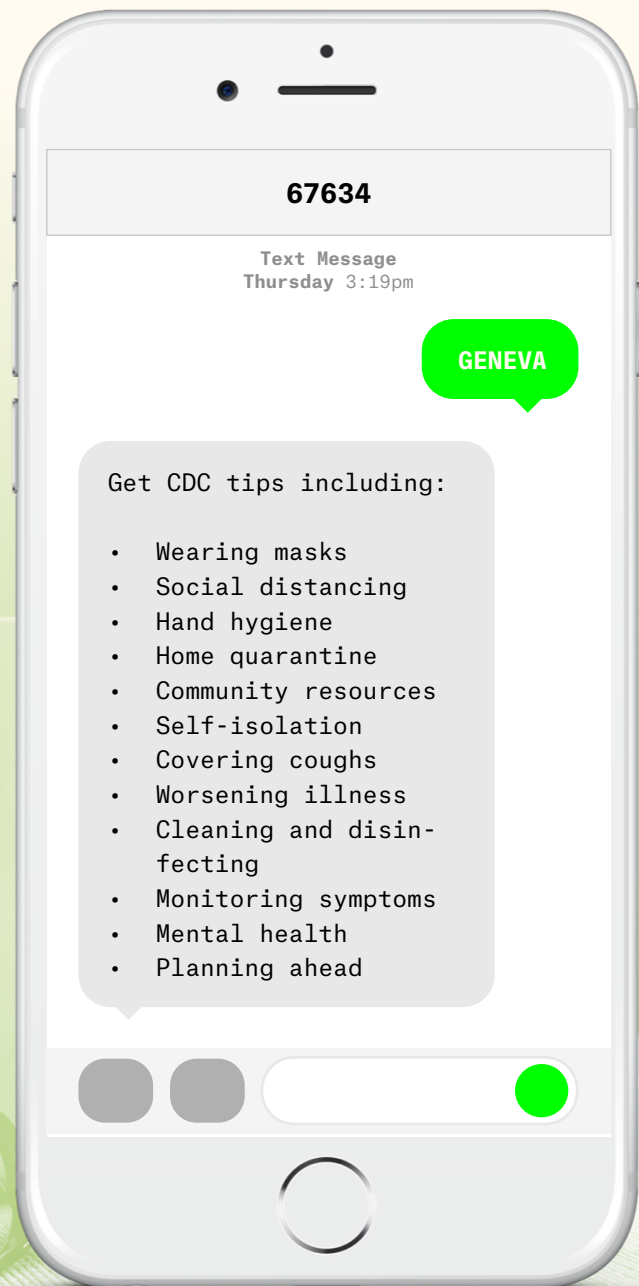 67634
Text Message
Thursday 3:19pm
GENEVA
Get CDC tips including:
• Wearing masks
• Social distancing
• Hand hygiene
• Home quarantine
• Community resources
• Self-isolation
• Covering coughs
• Worsening illness
• Cleaning and disin-
fecting
• Monitoring symptoms
• Mental health
• Planning ahead